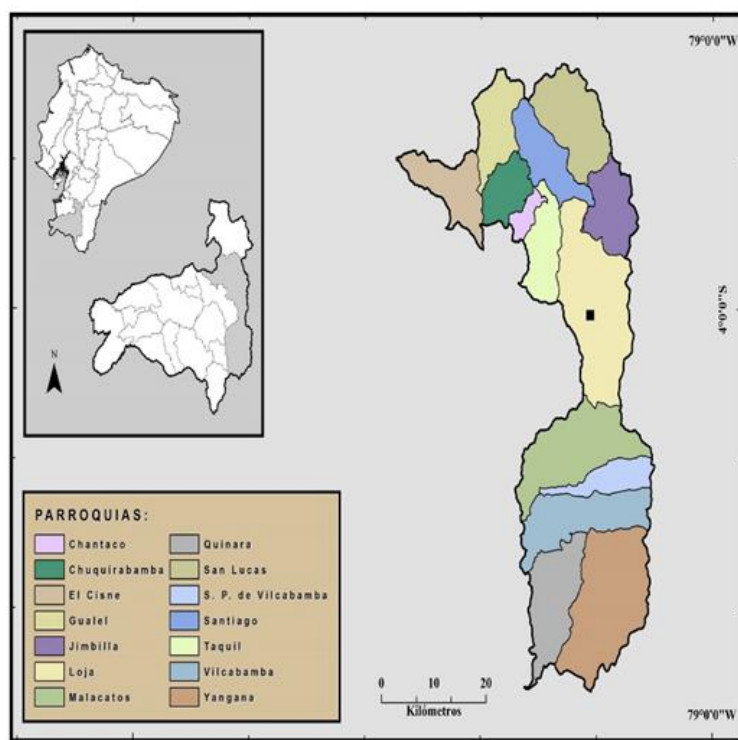 79°0'0"W
4°0'0"S
N
PARROQUIAS:
Chantaco
Chuquirabamba
El Cisne
Gualel
Jimbilla
Loja
Malacatos
Quinara
San Lucas
S. P. de Vilcabamba
Santiago
Taquil
Vilcabamba
Yangana
0 10 20
Kilómetros
79°0'0"W